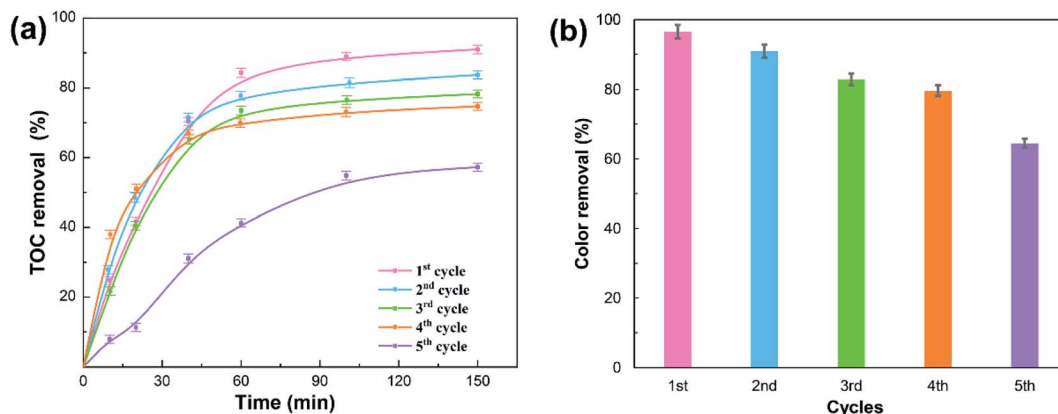 (a)
TOC removal (%)
100
80
60
40
20
0
30
60
90
120
150
Time (min)
1st cycle
2nd cycle
3rd cycle
4th cycle
5th cycle
(b)
Color removal (%)
100
80
60
40
20
0
1st
2nd
3rd
4th
5th
Cycles